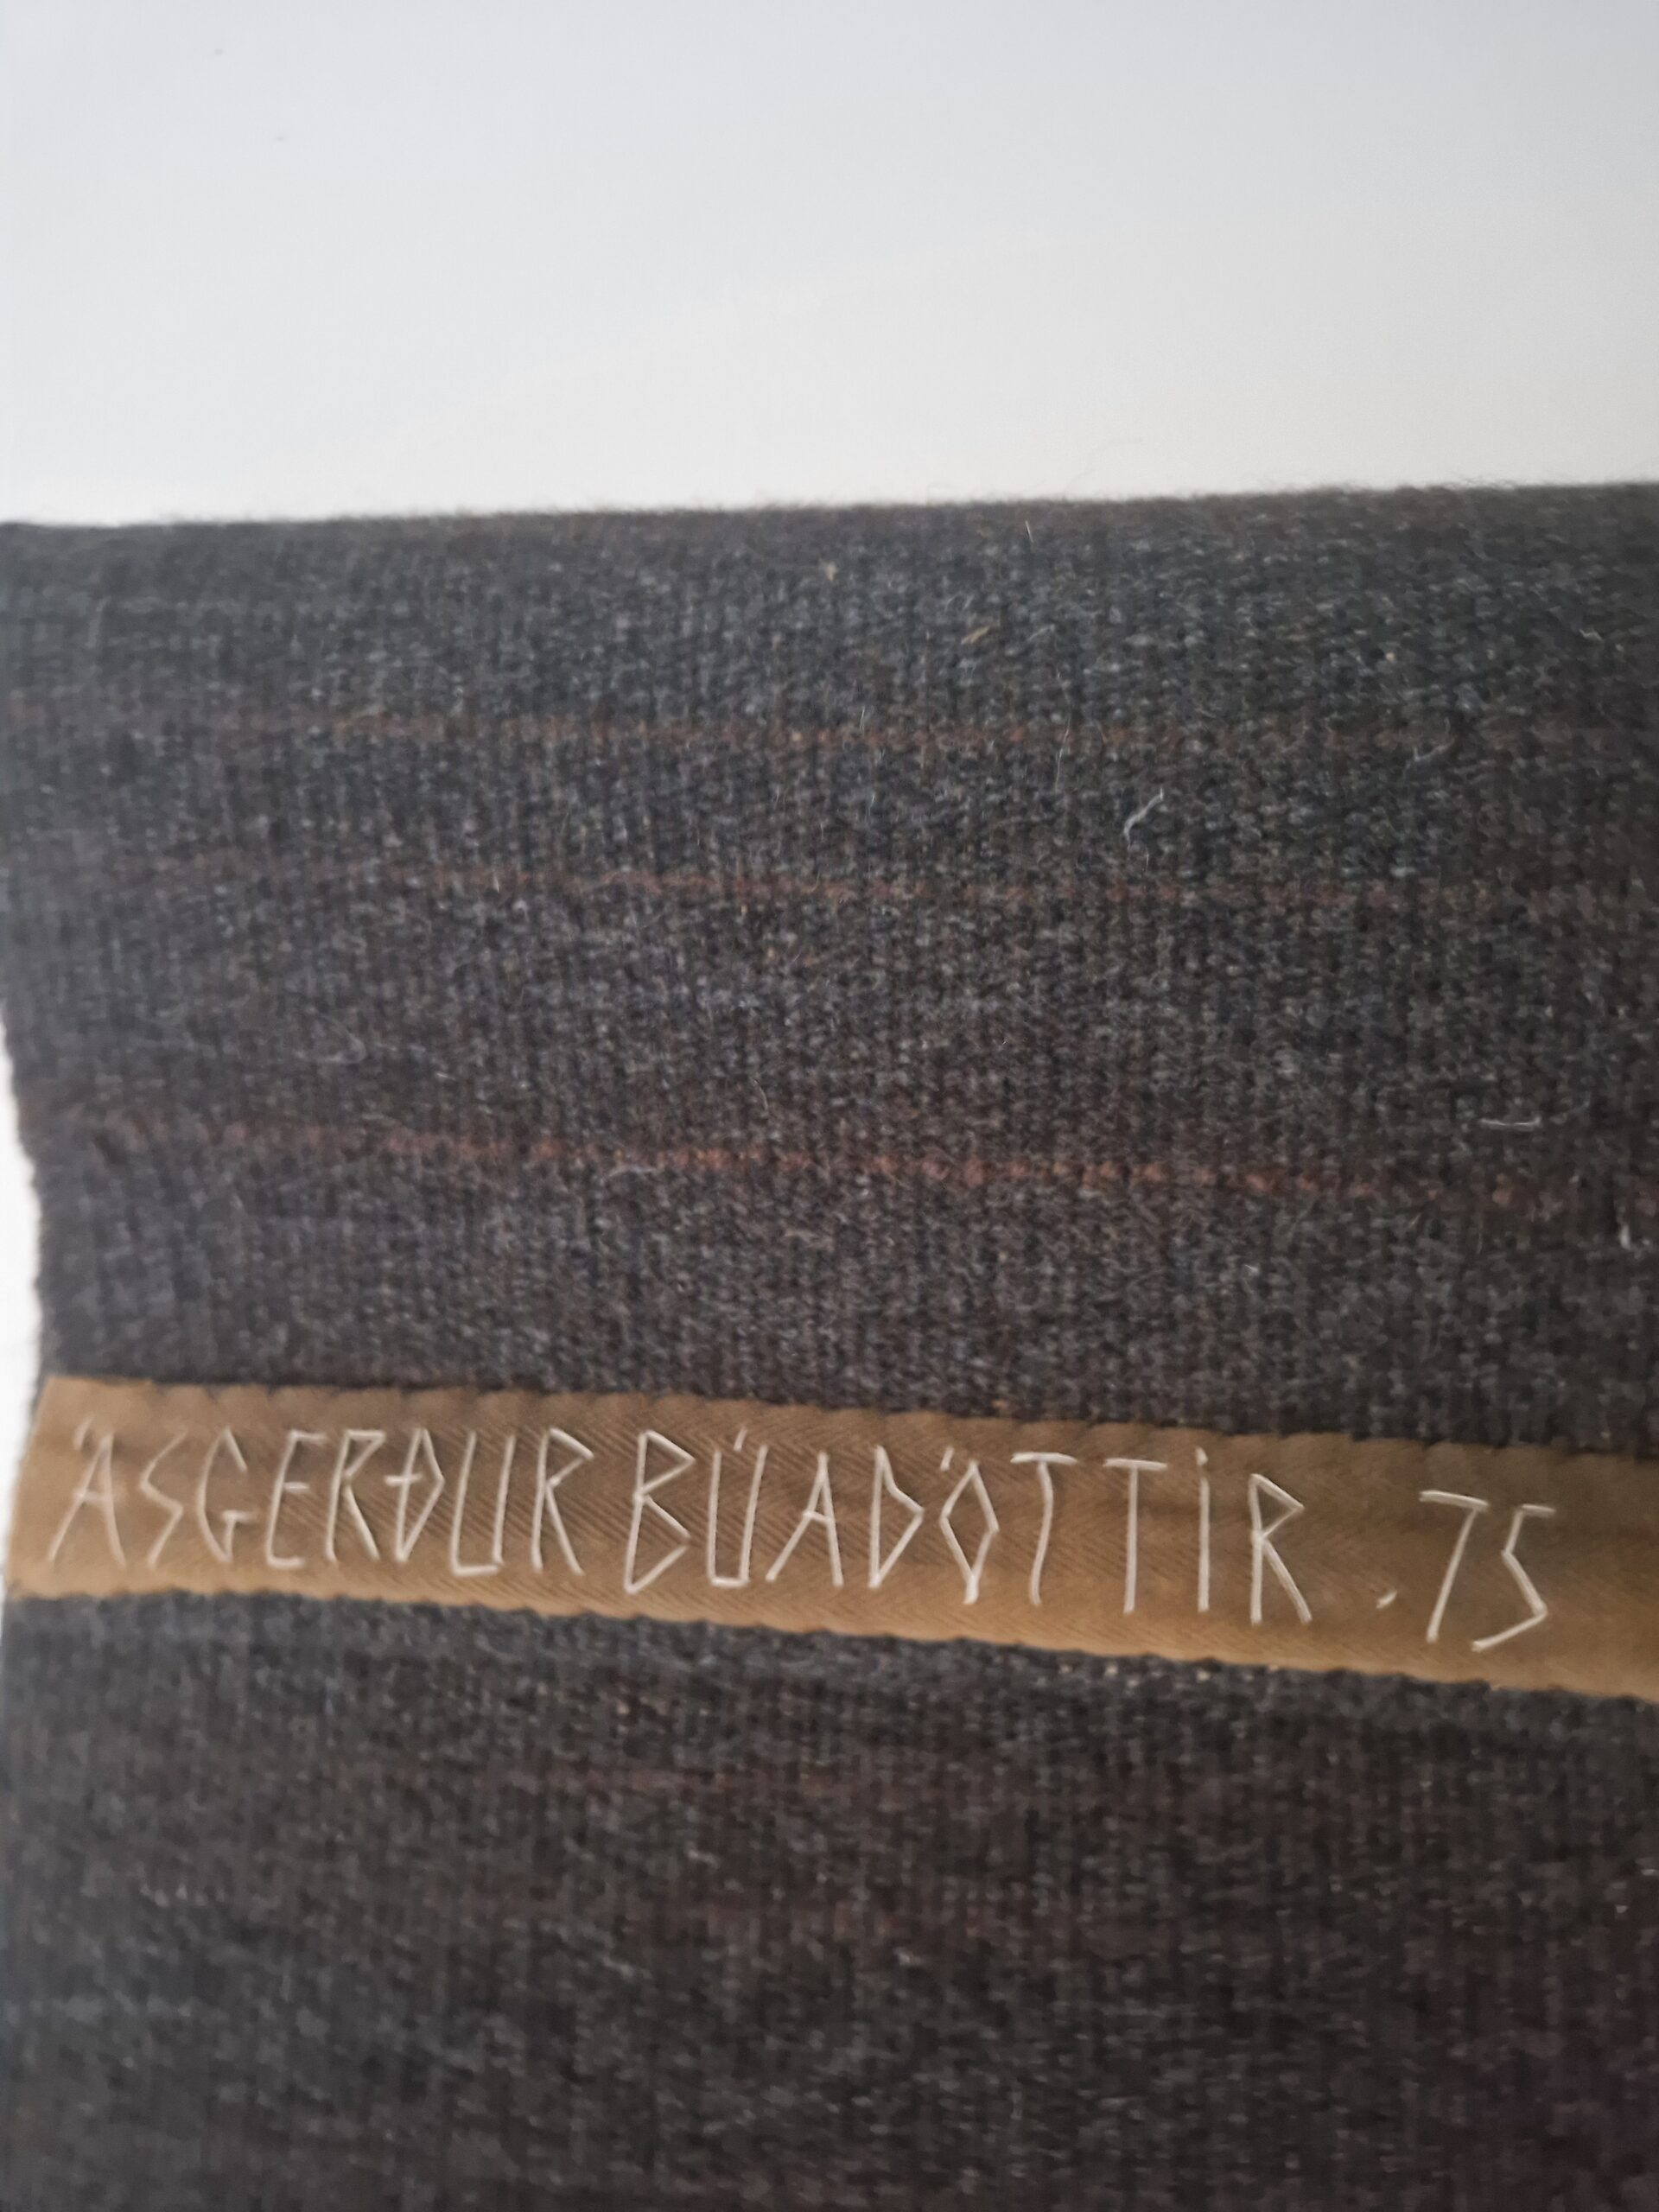 ÁSGERÐUR BÚADÓTTIR . 75